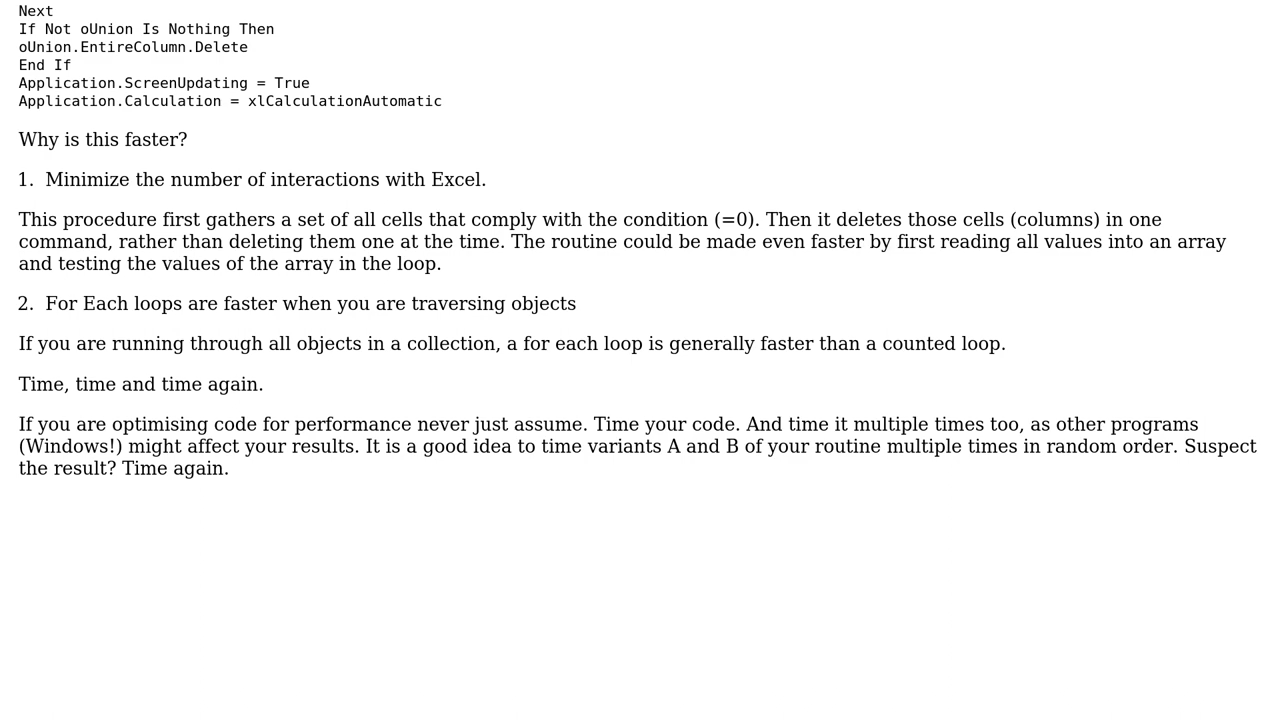 Next
If Not oUnion Is Nothing Then
oUnion.EntireColumn.Delete
End If
Application.ScreenUpdating = True
Application.Calculation = xlCalculationAutomatic
Why is this faster?
1. Minimize the number of interactions with Excel.
This procedure first gathers a set of all cells that comply with the condition (=0). Then it deletes those cells (columns) in one
command, rather than deleting them one at the time. The routine could be made even faster by first reading all values into an array
and testing the values of the array in the loop.
2. For Each loops are faster when you are traversing objects
If you are running through all objects in a collection, a for each loop is generally faster than a counted loop.
Time, time and time again.
If you are optimising code for performance never just assume. Time your code. And time it multiple times too, as other programs
(Windows!) might affect your results. It is a good idea to time variants A and B of your routine multiple times in random order. Suspect
the result? Time again.